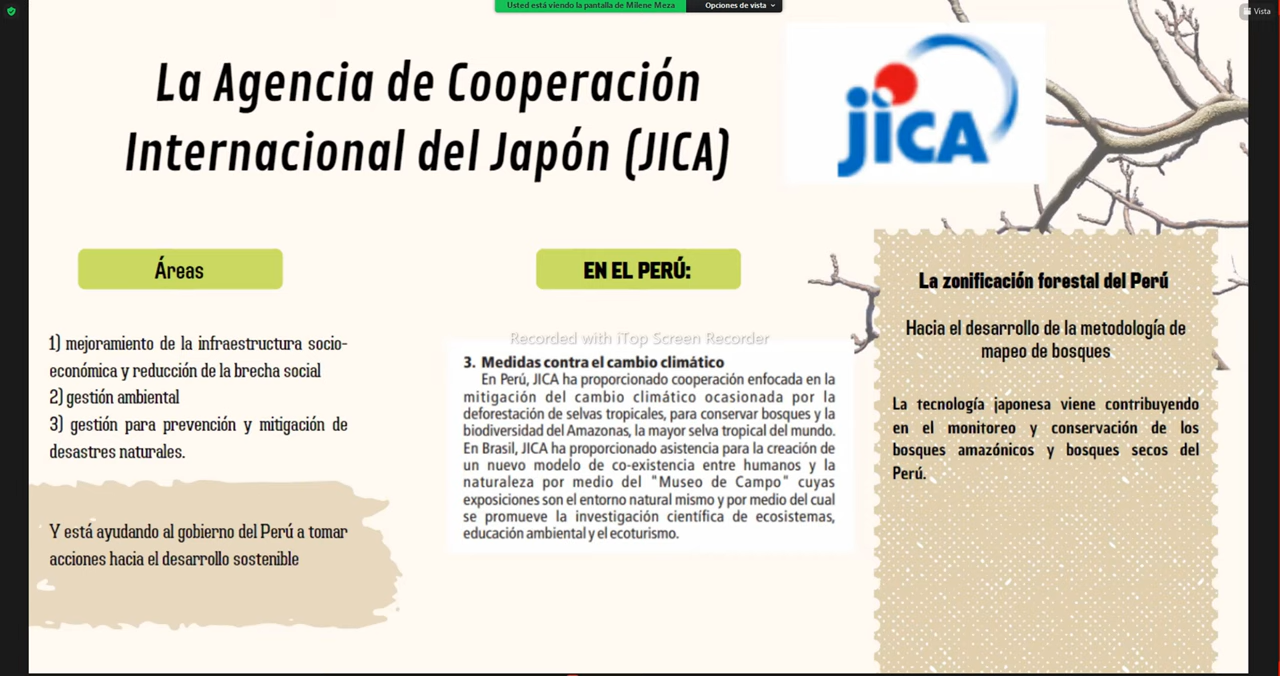 Usted está viendo la pantalla de Milene Meza
Opciones de vista
Vista
La Agencia de Cooperación
Internacional del Japón (JICA)
jICA
Áreas
1) mejoramiento de la infraestructura socio-
económica y reducción de la brecha social
2) gestión ambiental
3) gestión para prevención y mitigación de
desastres naturales.
Y está ayudando al gobierno del Perú a tomar
acciones hacia el desarrollo sostenible
EN EL PERÚ:
Recorded with iTop Screen Recorder
3. Medidas contra el cambio climático
En Perú, JICA ha proporcionado cooperación enfocada en la
mitigación del cambio climático ocasionada por la
deforestación de selvas tropicales, para conservar bosques y la
biodiversidad del Amazonas, la mayor selva tropical del mundo.
En Brasil, JICA ha proporcionado asistencia para la creación de
un nuevo modelo de co-existencia entre humanos y la
naturaleza por medio del "Museo de Campo" cuyas
exposiciones son el entorno natural mismo y por medio del cual
se promueve la investigación científica de ecosistemas,
educación ambiental y el ecoturismo.
La zonificación forestal del Perú
Hacia el desarrollo de la metodología de
mapeo de bosques
La tecnología japonesa viene contribuyendo
en el monitoreo y conservación de los
bosques amazónicos y bosques secos del
Perú.